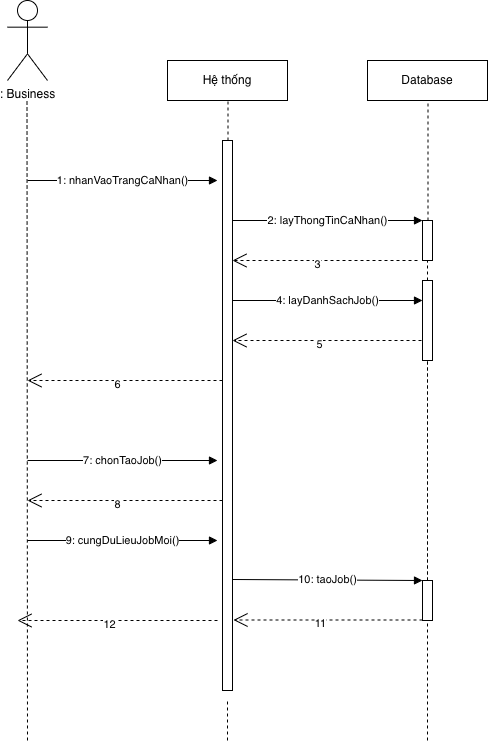 Hệ thống
Database
: Business
1: nhanVaoTrangCaNhan()
2: layThongTinCaNhan()
3
4: layDanhSachJob()
5
6
7: chonTaoJob()
8
9: cungDuLieuJobMoi()
10: taoJob()
11
12